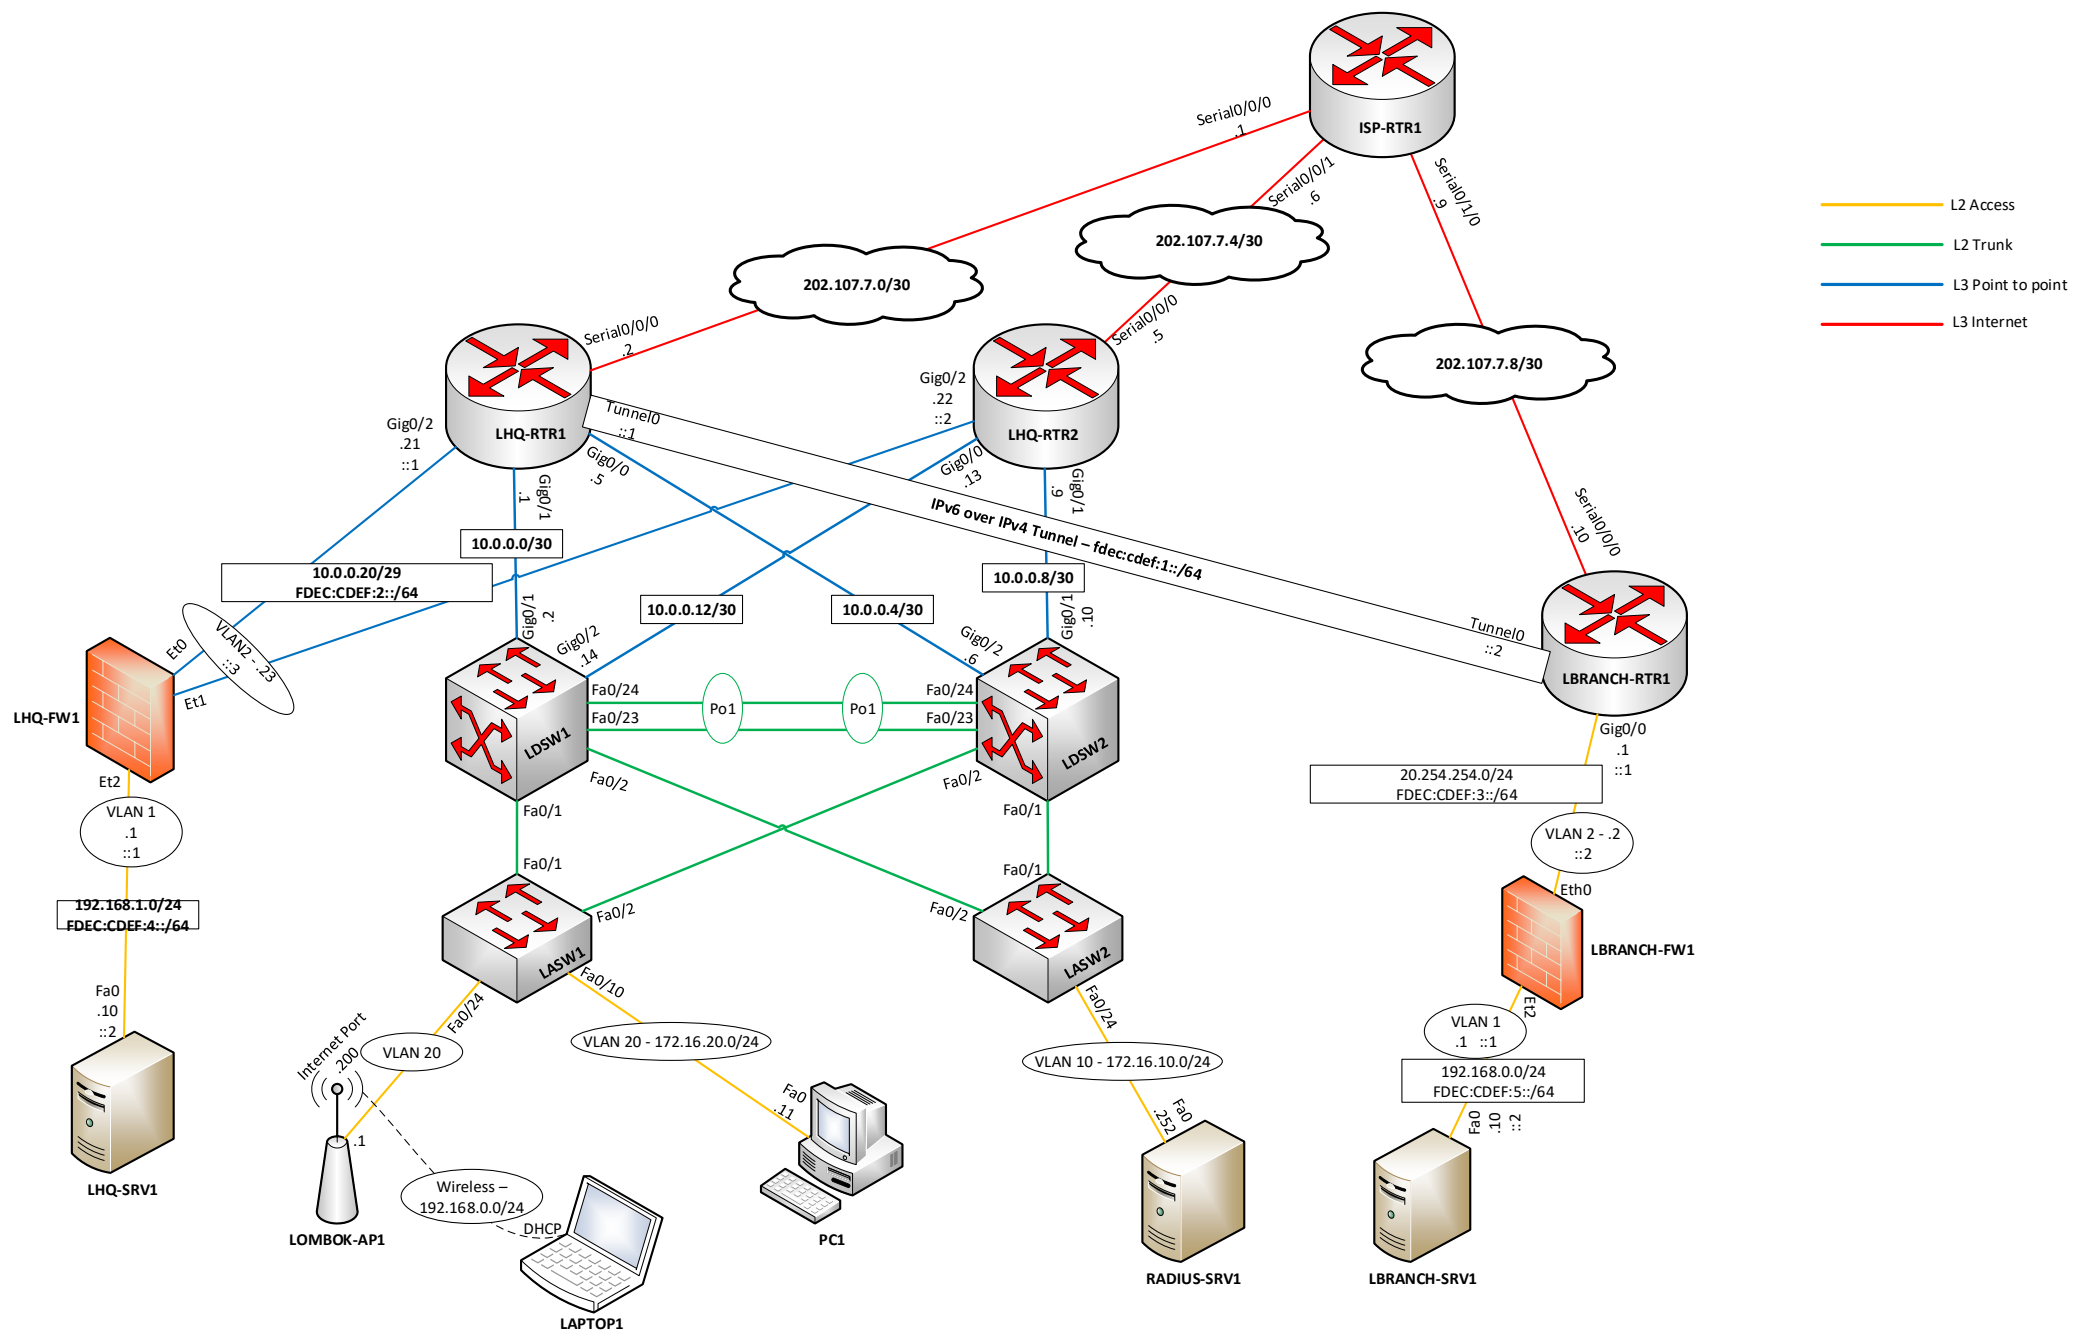 Serial0/0/0
.1
ISP-RTR1
Serial0/0/1
.6
Serial0/1/0
.9
L2 Access
L2 Trunk
L3 Point to point
L3 Internet
202.107.7.4/30
202.107.7.0/30
202.107.7.8/30
Serial0/0/0
.2
Serial0/0/0
.5
Gig0/2
.21
::1
LHQ-RTR1
Tunnel0
::1
Gig0/0
.5
Gig0/1
.1
Gig0/2
.22
::2
LHQ-RTR2
Gig0/0
.13
Gig0/1
.9
IPv6 over IPv4 Tunnel – fdec:cdef:1::/64
Serial0/0/0
.10
10.0.0.0/30
10.0.0.20/29
FDEC:CDEF:2::/64
10.0.0.12/30
10.0.0.4/30
10.0.0.8/30
Tunnel0
::2
LBRANCH-RTR1
Et0
VLAN2 - .23
::3
Et1
LHQ-FW1
Gig0/1
.2
Gig0/2
.14
Gig0/2
.6
Gig0/1
.10
Fa0/24
Fa0/23
Po1
Po1
Fa0/24
Fa0/23
LDSW1
LDSW2
Fa0/2
Fa0/2
Fa0/1
Fa0/1
Gig0/0
.1
::1
20.254.254.0/24
FDEC:CDEF:3::/64
Et2
VLAN 1
.1
::1
VLAN 2 - .2
::2
Eth0
Fa0/1
Fa0/1
Fa0/2
Fa0/2
LASW1
LASW2
192.168.1.0/24
FDEC:CDEF:4::/64
LBRANCH-FW1
Et2
Fa0
.10
::2
Fa0/24
Fa0/10
Fa0/24
VLAN 1
.1 ::1
Internet Port
.200
VLAN 20
VLAN 20 - 172.16.20.0/24
VLAN 10 - 172.16.10.0/24
192.168.0.0/24
FDEC:CDEF:5::/64
Fa0
.11
Fa0
.252
Fa0
.10
::2
.1
LHQ-SRV1
Wireless –
192.168.0.0/24
DHCP
LOMBOK-AP1
PC1
RADIUS-SRV1
LBRANCH-SRV1
LAPTOP1